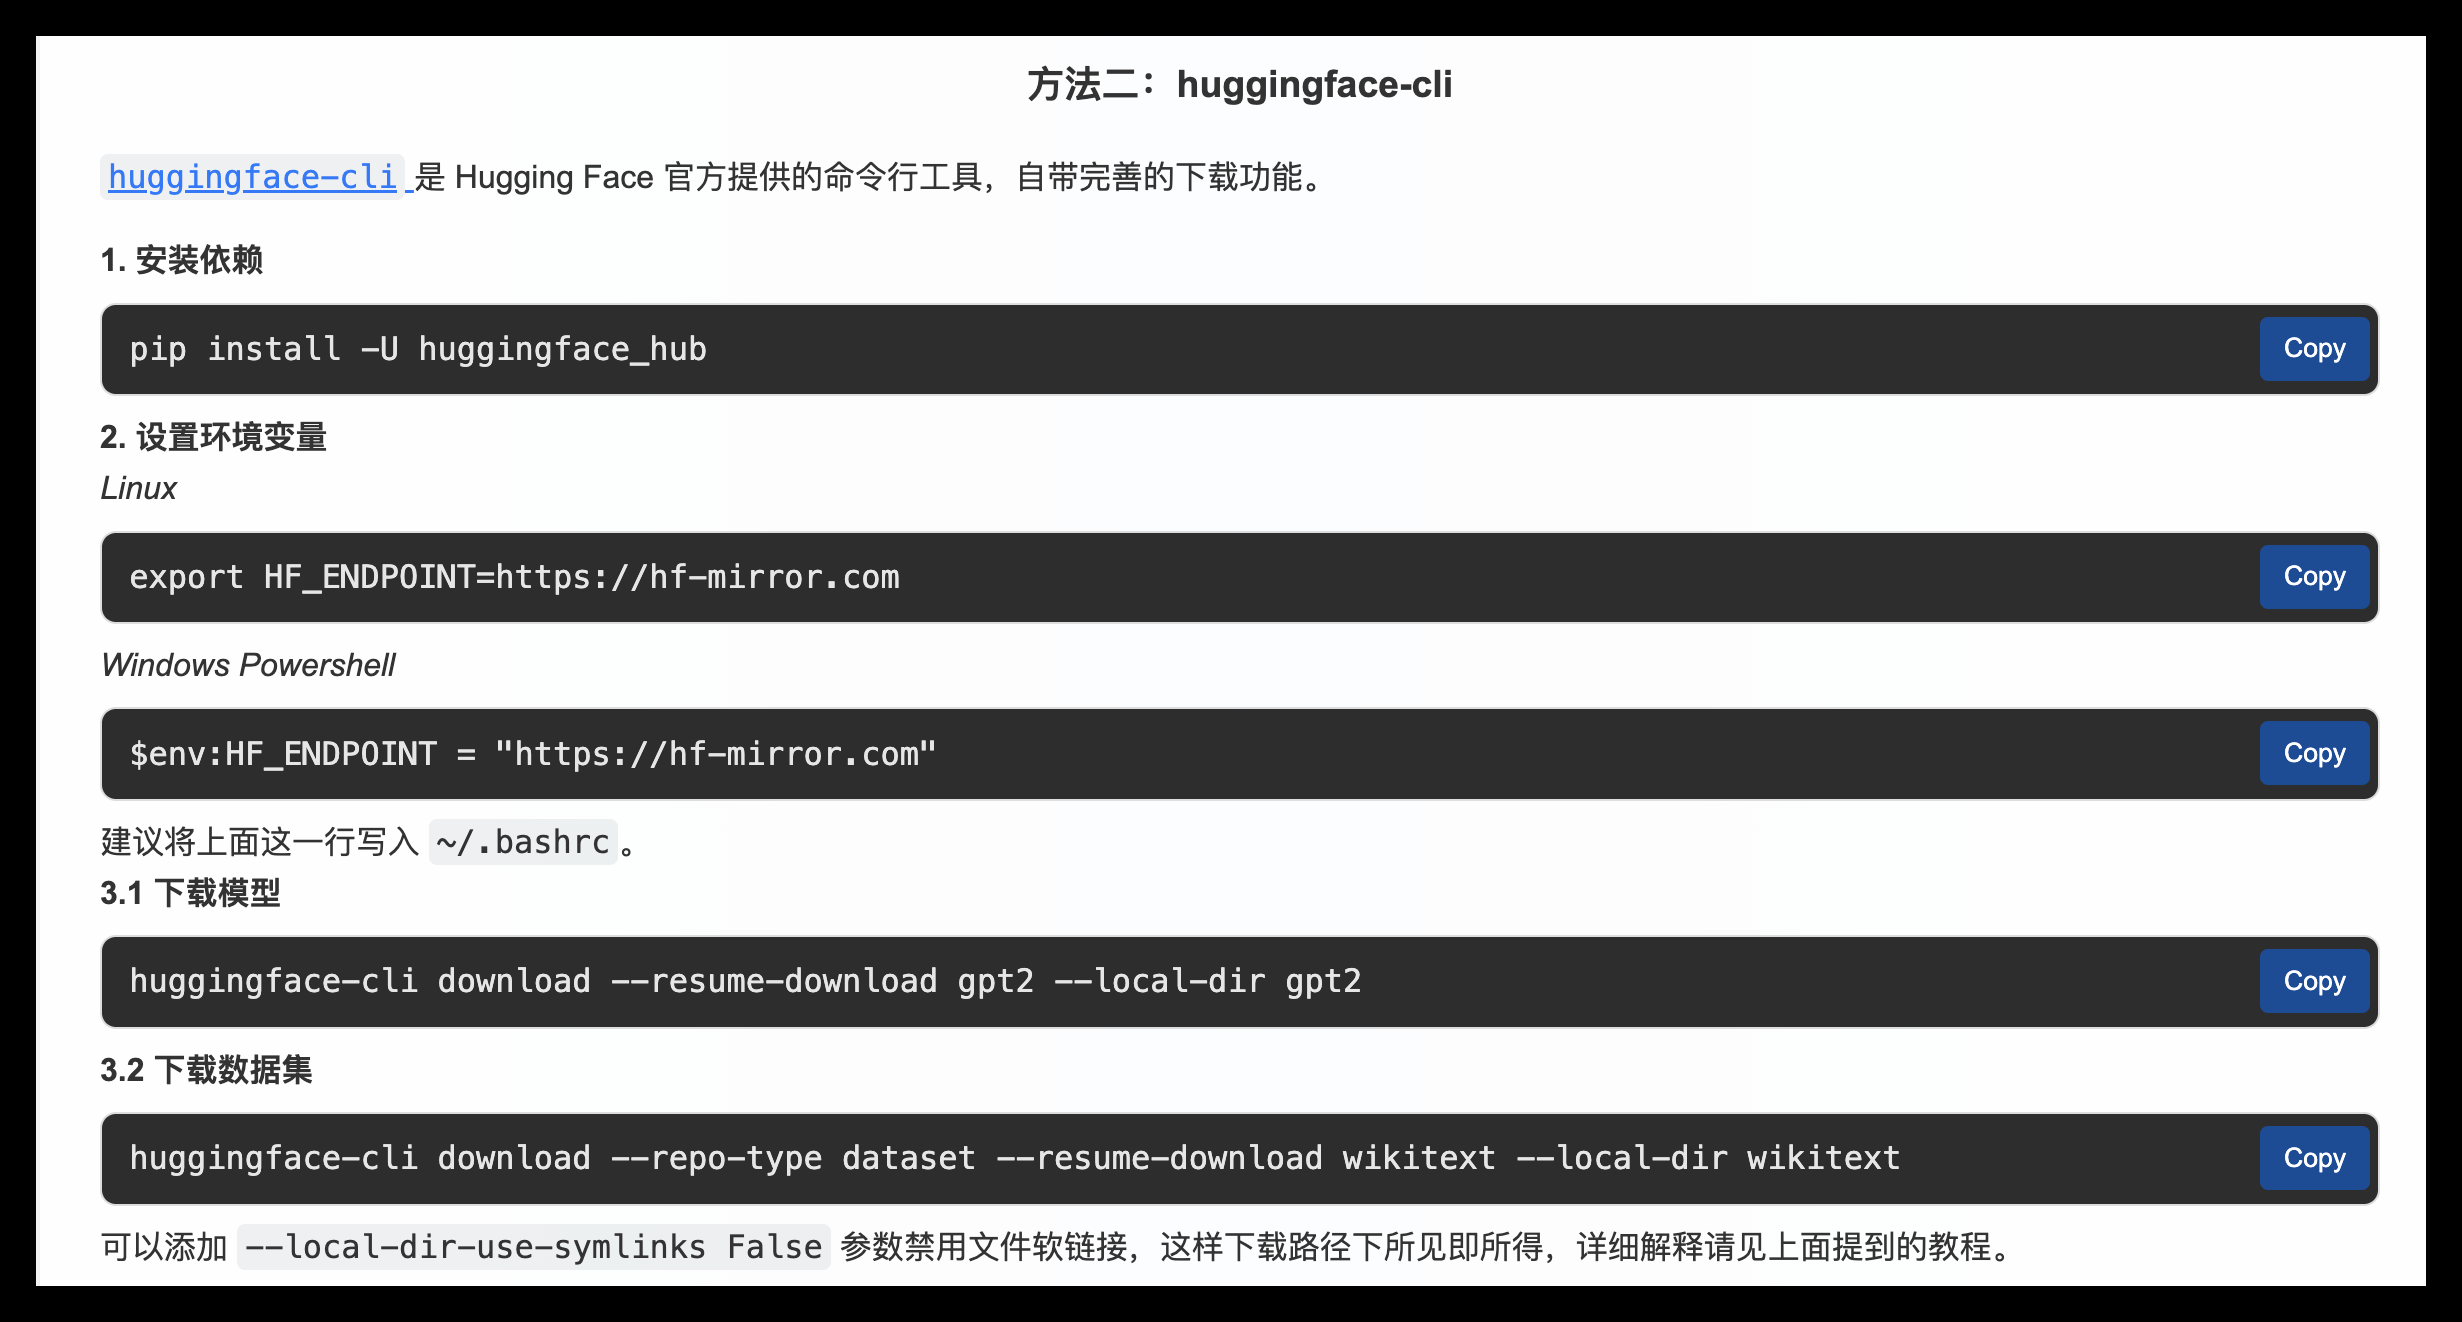 方法二：huggingface-cli
huggingface-cli 是 Hugging Face 官方提供的命令行工具，自带完善的下载功能。
1. 安装依赖
pip install -U huggingface_hub
Copy
2. 设置环境变量
Linux
export HF_ENDPOINT=https://hf-mirror.com
Copy
Windows Powershell
$env:HF_ENDPOINT = "https://hf-mirror.com"
Copy
建议将上面这一行写入 ~/.bashrc。
3.1 下载模型
huggingface-cli download --resume-download gpt2 --local-dir gpt2
Copy
3.2 下载数据集
huggingface-cli download --repo-type dataset --resume-download wikitext --local-dir wikitext
Copy
可以添加 --local-dir-use-symlinks False 参数禁用文件软链接，这样下载路径下所见即所得，详细解释请见上面提到的教程。